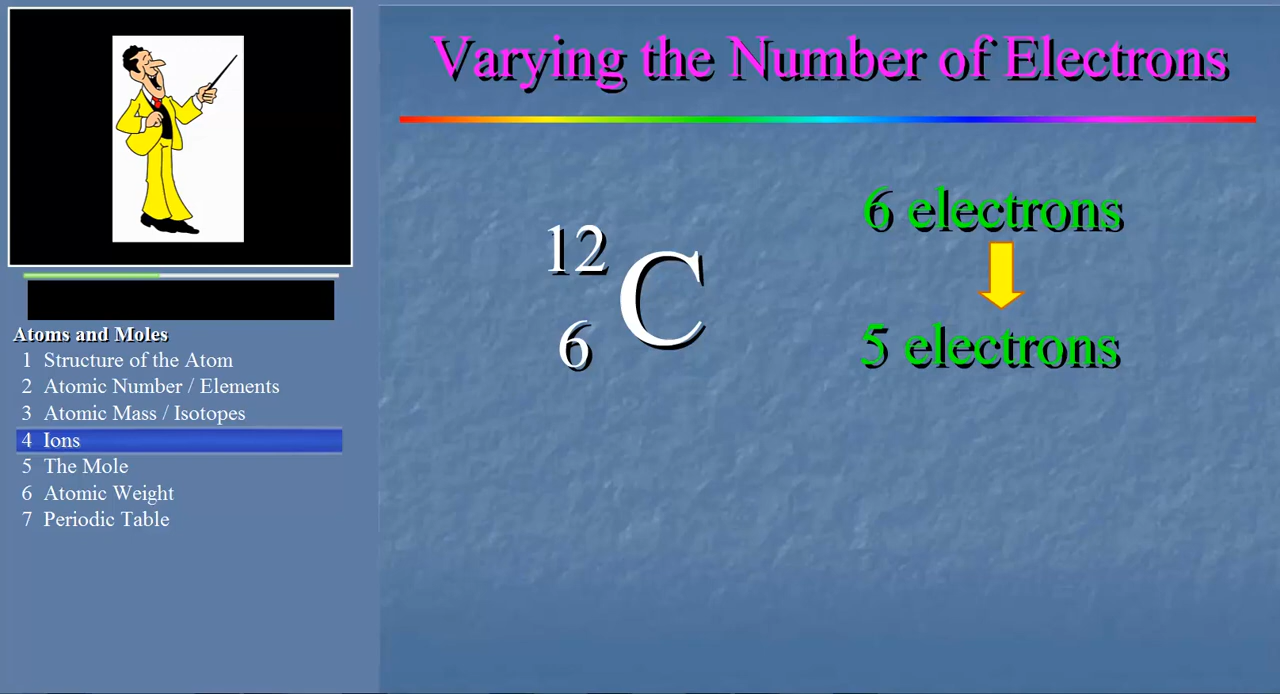 Varying the Number of Electrons
12
6
C
6 electrons
5 electrons
Atoms and Moles
1 Structure of the Atom
2 Atomic Number / Elements
3 Atomic Mass / Isotopes
4 Ions
5 The Mole
6 Atomic Weight
7 Periodic Table